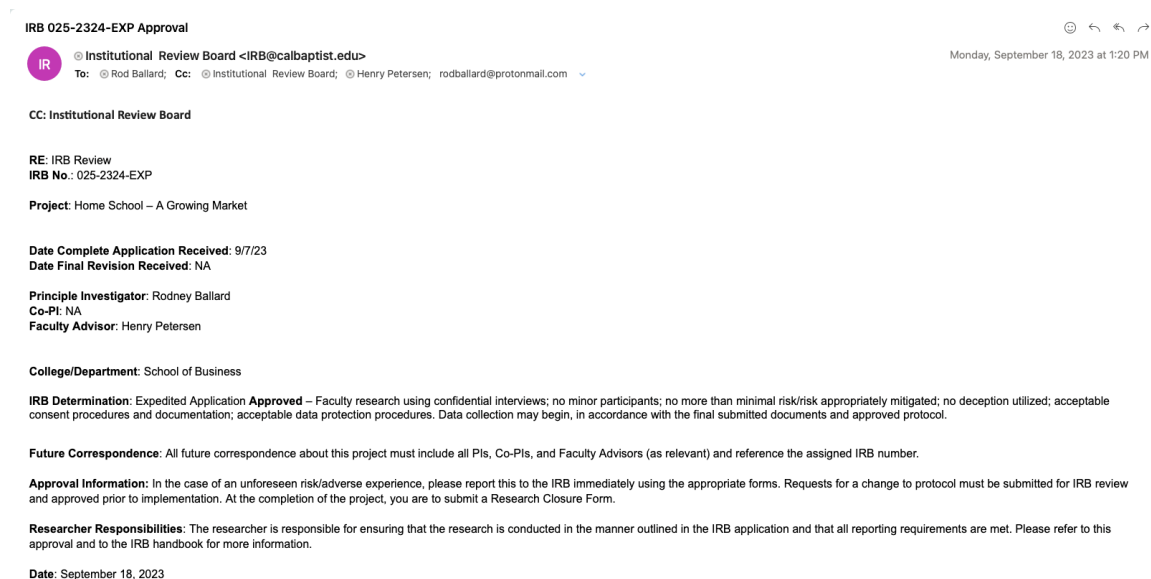 IRB 025-2324-EXP Approval
IR
Institutional Review Board <IRB@calbaptist.edu>
Monday, September 18, 2023 at 1:20 PM
To: Rod Ballard; Cc: Institutional Review Board; Henry Petersen; rodballard@protonmail.com
CC: Institutional Review Board
RE: IRB Review
IRB No.: 025-2324-EXP
Project: Home School – A Growing Market
Date Complete Application Received: 9/7/23
Date Final Revision Received: NA
Principle Investigator: Rodney Ballard
Co-PI: NA
Faculty Advisor: Henry Petersen
College/Department: School of Business
IRB Determination: Expedited Application Approved – Faculty research using confidential interviews; no minor participants; no more than minimal risk/risk appropriately mitigated; no deception utilized; acceptable
consent procedures and documentation; acceptable data protection procedures. Data collection may begin, in accordance with the final submitted documents and approved protocol.
Future Correspondence: All future correspondence about this project must include all PIs, Co-PIs, and Faculty Advisors (as relevant) and reference the assigned IRB number.
Approval Information: In the case of an unforeseen risk/adverse experience, please report this to the IRB immediately using the appropriate forms. Requests for a change to protocol must be submitted for IRB review
and approved prior to implementation. At the completion of the project, you are to submit a Research Closure Form.
Researcher Responsibilities: The researcher is responsible for ensuring that the research is conducted in the manner outlined in the IRB application and that all reporting requirements are met. Please refer to this
approval and to the IRB handbook for more information.
Date: September 18, 2023